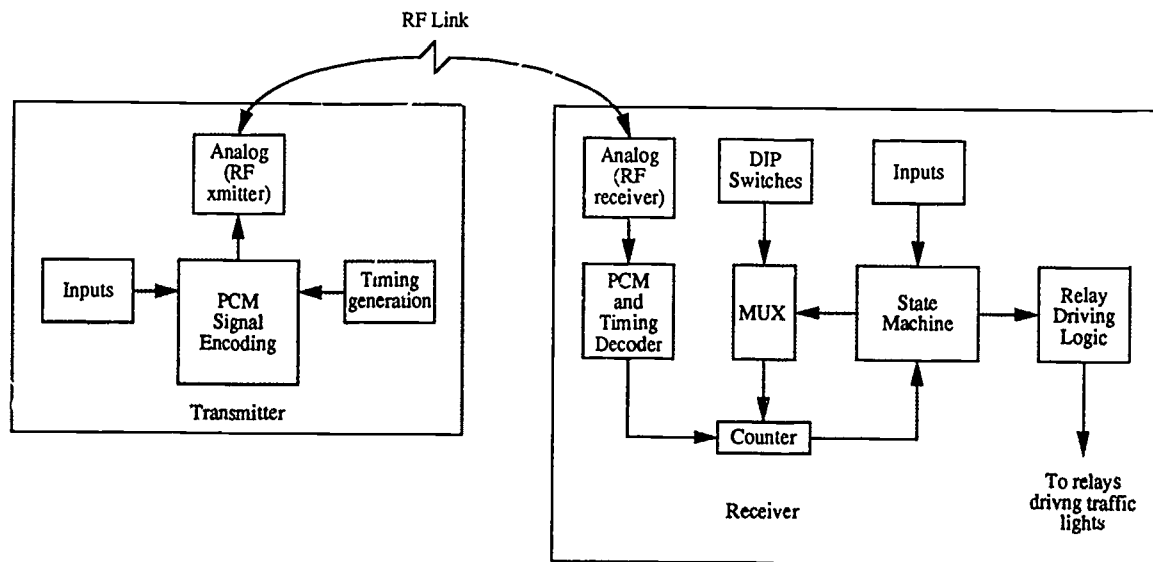 RF Link
Analog
(RF
xmitter)
Inputs
PCM
Signal
Encoding
Timing
generation
Transmitter
Analog
(RF
receiver)
DIP
Switches
Inputs
PCM
and
Timing
Decoder
MUX
State
Machine
Relay
Driving
Logic
Counter
To relays
drivng traffic
lights
Receiver